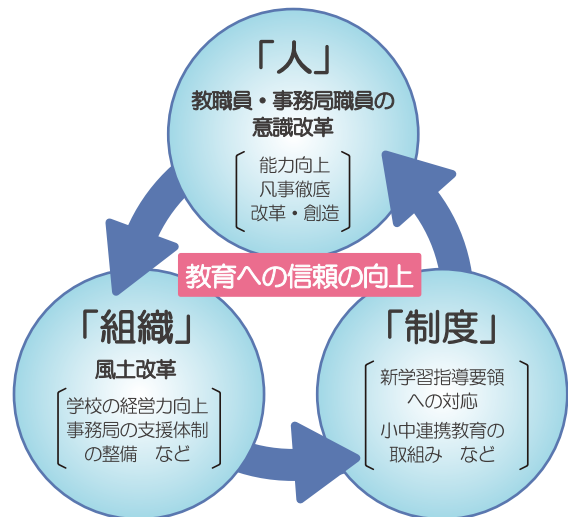 「人」
教職員・事務局職員の
意識改革
能力向上
凡事徹底
改革・創造
教育への信頼の向上
「組織」
風土改革
学校の経営力向上
事務局の支援体制
の整備　など
「制度」
新学習指導要領
への対応
小中連携教育の
取組み　など